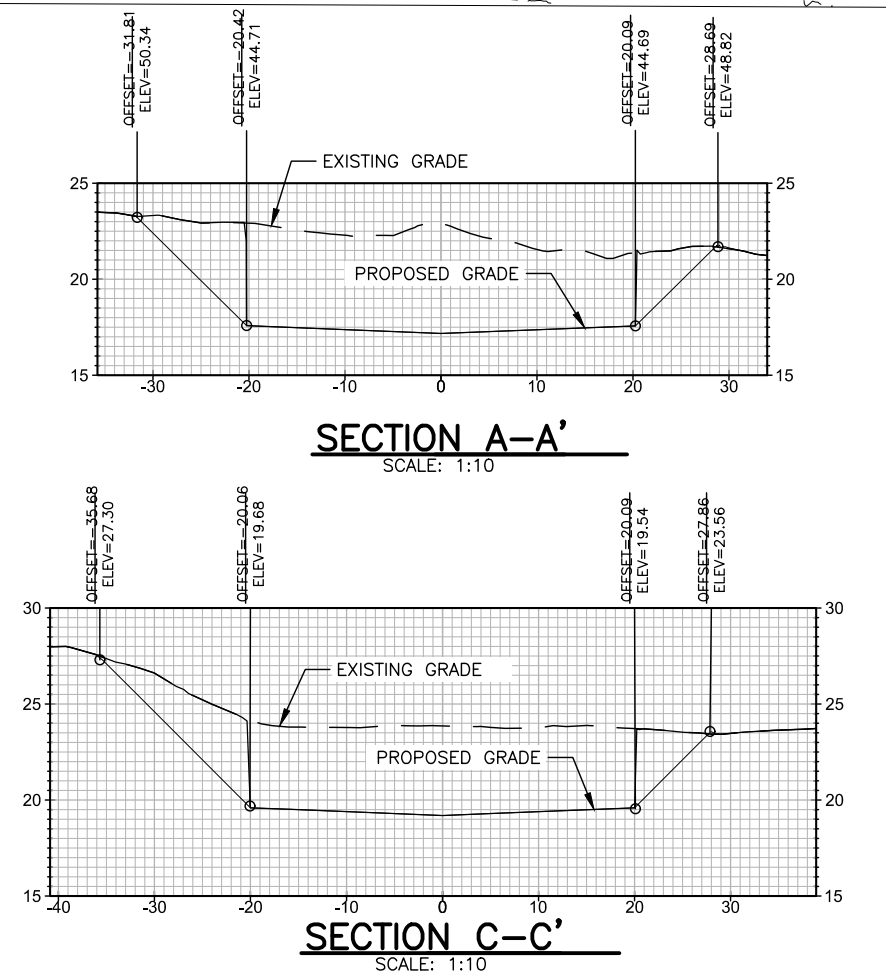 OFFSET=-31.81
ELEV=50.34
OFFSET=-20.42
ELEV=44.71
OFFSET=20.09
ELEV=44.69
OFFSET=28.69
ELEV=48.82
EXISTING GRADE
25
25
PROPOSED GRADE
20
20
15
15
-30
-20
-10
0
10
20
30
SECTION A-A'
SCALE: 1:10
OFFSET=-35.68
ELEV=27.30
OFFSET=-20.06
ELEV=19.68
OFFSET=20.09
ELEV=19.54
OFFSET=27.86
ELEV=23.56
30
30
EXISTING GRADE
25
25
PROPOSED GRADE
20
20
15
15
-40
-30
-20
-10
0
10
20
30
SECTION C-C'
SCALE: 1:10